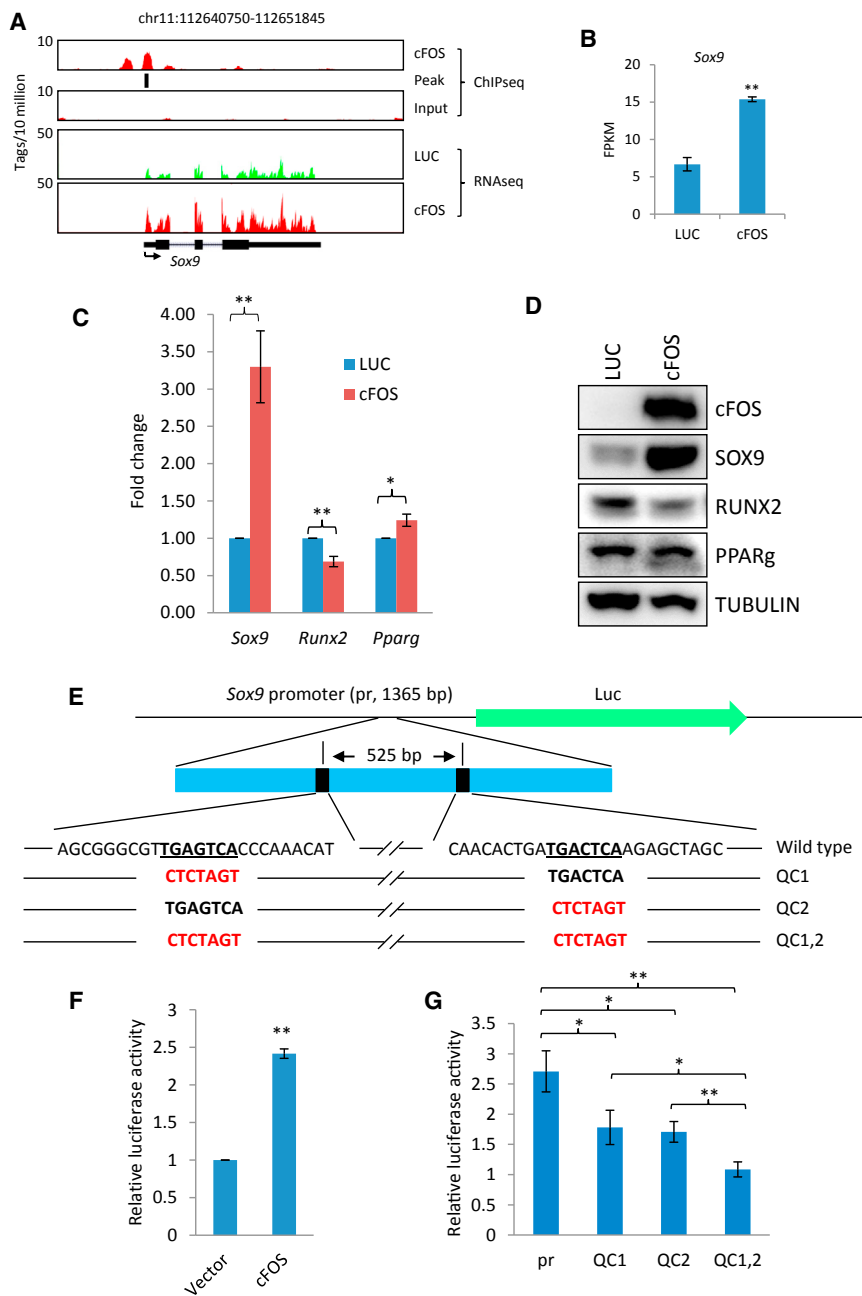 A
chr11:112640750-112651845
Tags/10 million
10
cFOS
Peak
ChIPseq
10
Input
50
LUC
RNAseq
50
cFOS
Sox9
B
Sox9
FPKM
20
15
10
5
0
**
LUC cFOS
C
Fold change
4.00
3.50
3.00
2.50
2.00
1.50
1.00
0.50
0.00
**
**
*
LUC
cFOS
Sox9 Runx2 Pparg
D
LUC cFOS
cFOS
SOX9
RUNX2
PPARg
TUBULIN
E
Sox9 promoter (pr, 1365 bp)
Luc
525 bp
AGCGGGCGTTGAGTCACCCAAACAT CAACACTGATGACTCAAGAGCTAGC Wild type
CTCTAGT TGACTCA QC1
TGAGTCA CTCTAGT QC2
CTCTAGT CTCTAGT QC1,2
F
Relative luciferase activity
3
2.5
2
1.5
1
0.5
0
**
Vector cFOS
G
Relative luciferase activity
3.5
3
2.5
2
1.5
1
0.5
0
**
*
*
*
**
pr QC1 QC2 QC1,2